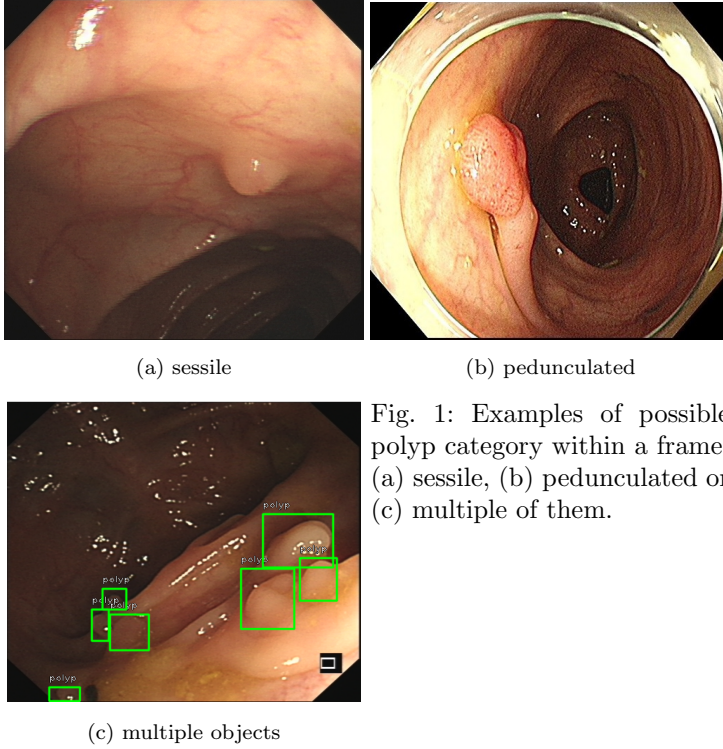 (a) sessile
(b) pedunculated
Fig. 1: Examples of possible
polyp category within a frame
(a) sessile, (b) pedunculated or
(c) multiple of them.
polyp
polyp
polyp
polyp
polyp
polyp
polyp
(c) multiple objects